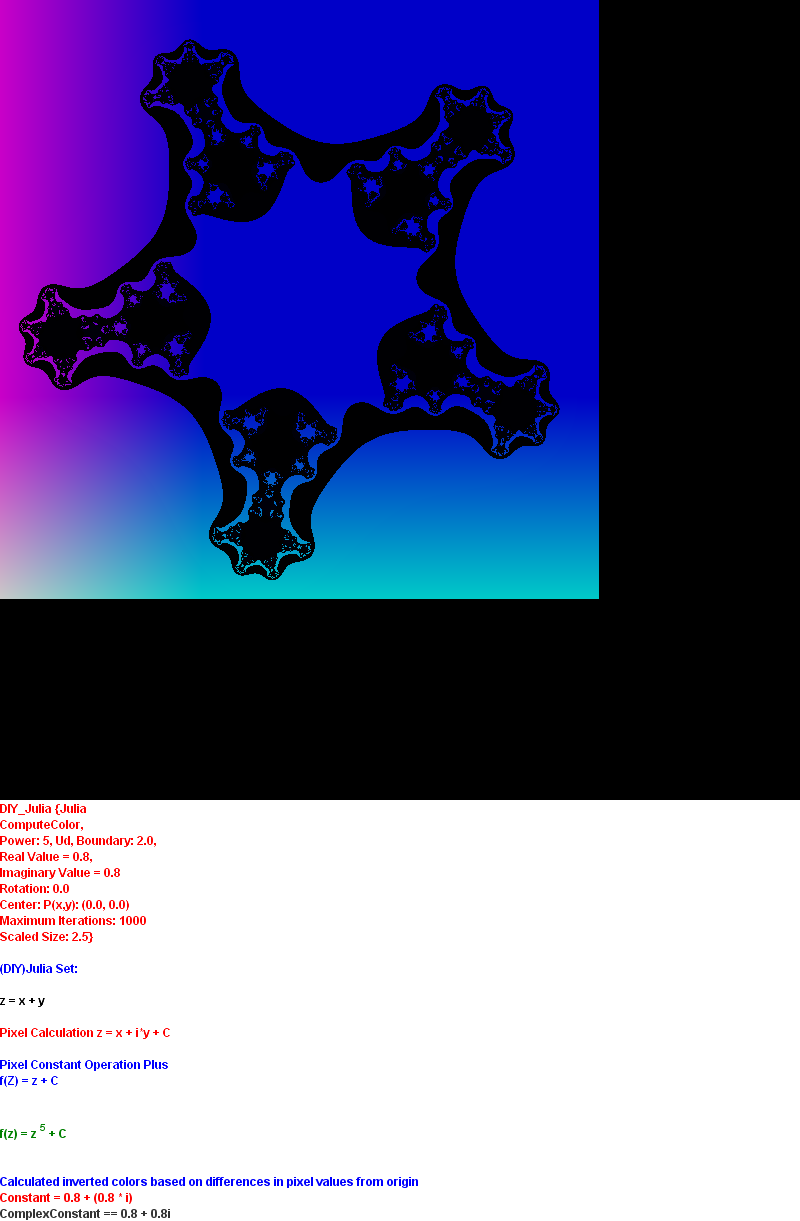 DIY_Julia {Julia
ComputeColor,
Power: 5, Ud, Boundary: 2.0,
Real Value = 0.8,
Imaginary Value = 0.8
Rotation: 0.0
Center: P(x,y): (0.0, 0.0)
Maximum Iterations: 1000
Scaled Size: 2.5}
(DIY)Julia Set:
z = x + y
Pixel Calculation z = x + i*y + C
Pixel Constant Operation Plus
f(Z) = z + C
f(z) = z ^5 + C
Calculated inverted colors based on differences in pixel values from origin
Constant = 0.8 + (0.8 * i)
ComplexConstant == 0.8 + 0.8i